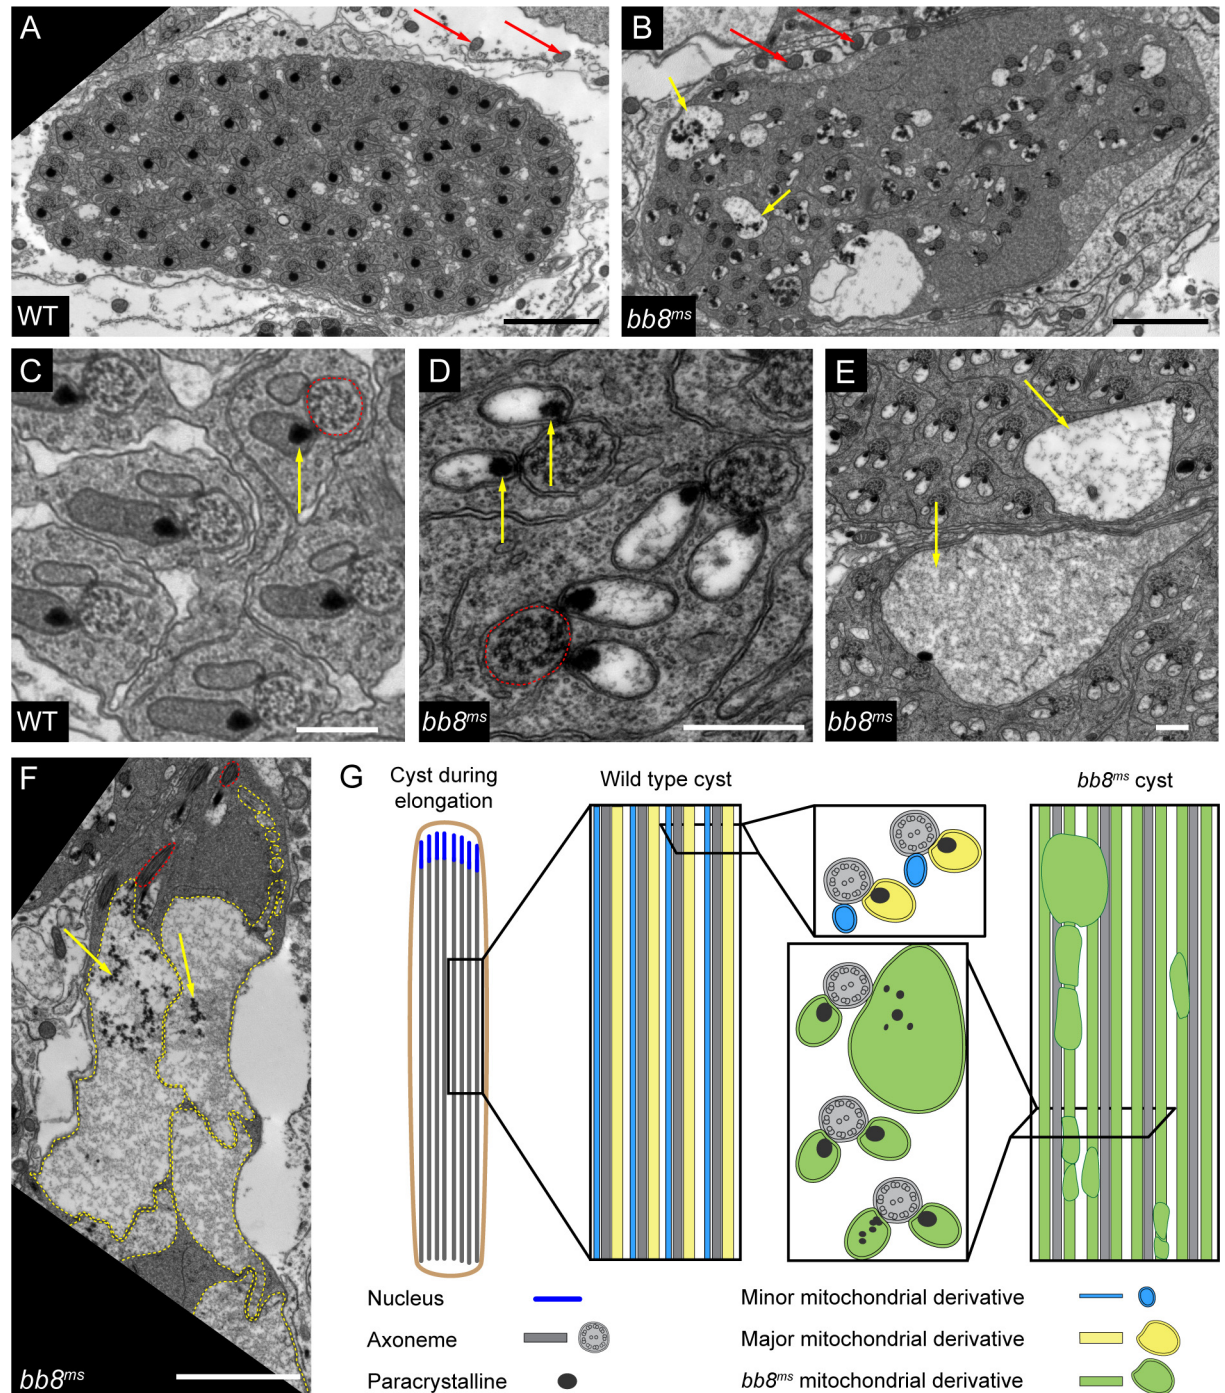 A
WT
B
bb8ms
C
WT
D
bb8ms
E
bb8ms
F
bb8ms
G
Cyst during
elongation
Wild type cyst
bb8ms cyst
Nucleus
Axoneme
Paracrystalline
Minor mitochondrial derivative
Major mitochondrial derivative
bb8ms mitochondrial derivative